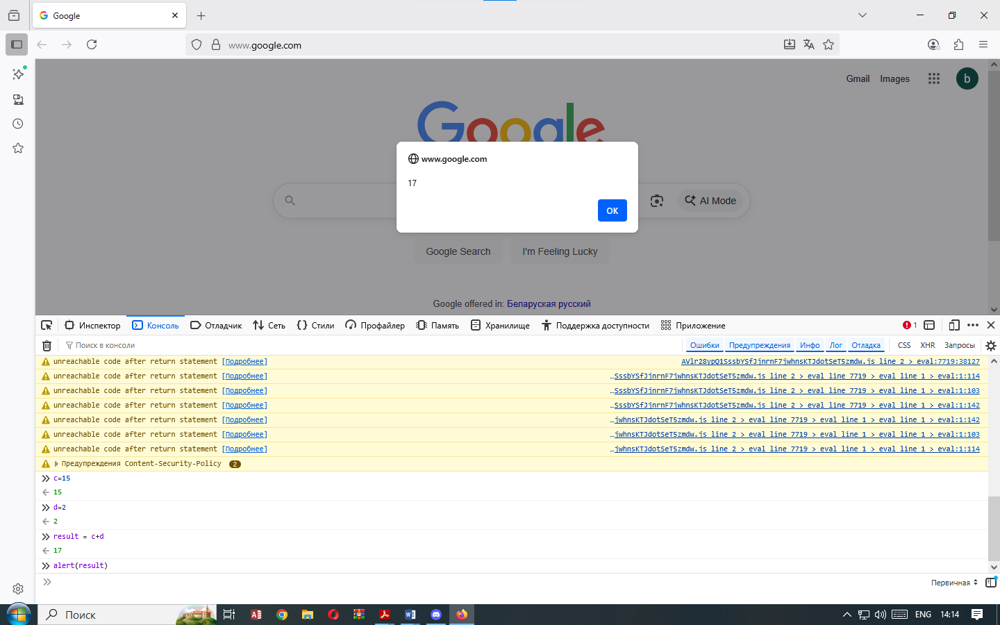 Google
www.google.com
Gmail Images
b
Google
www.google.com
17
OK
AI Mode
Google Search I'm Feeling Lucky
Google offered in: Беларуская русский
Инспектор Консоль Отладчик Сеть Стили Профайлер Память Хранилище Поддержка доступности Приложение 1
Поиск в консоли Ошибки Предупреждения Инфо Лог Отладка CSS XHR Запросы
unreachable code after return statement [Подробнее] AVlr28ypQ1SssbYSfJjnrnF7jwhnsKTJdotSeT5zmdw.js line 2 > eval:7719:38127
unreachable code after return statement [Подробнее] …SssbYSfJjnrnF7jwhnsKTJdotSeT5zmdw.js line 2 > eval line 7719 > eval line 1 > eval:1:114
unreachable code after return statement [Подробнее] …SssbYSfJjnrnF7jwhnsKTJdotSeT5zmdw.js line 2 > eval line 7719 > eval line 1 > eval:1:103
unreachable code after return statement [Подробнее] …SssbYSfJjnrnF7jwhnsKTJdotSeT5zmdw.js line 2 > eval line 7719 > eval line 1 > eval:1:142
unreachable code after return statement [Подробнее] …jwhnsKTJdotSeT5zmdw.js line 2 > eval line 7719 > eval line 1 > eval line 1 > eval:1:142
unreachable code after return statement [Подробнее] …jwhnsKTJdotSeT5zmdw.js line 2 > eval line 7719 > eval line 1 > eval line 1 > eval:1:103
unreachable code after return statement [Подробнее] …jwhnsKTJdotSeT5zmdw.js line 2 > eval line 7719 > eval line 1 > eval line 1 > eval:1:114
Предупреждения Content-Security-Policy 2
c=15
15
d=2
2
result = c+d
17
alert(result)
Первичная
Поиск ENG 14:14